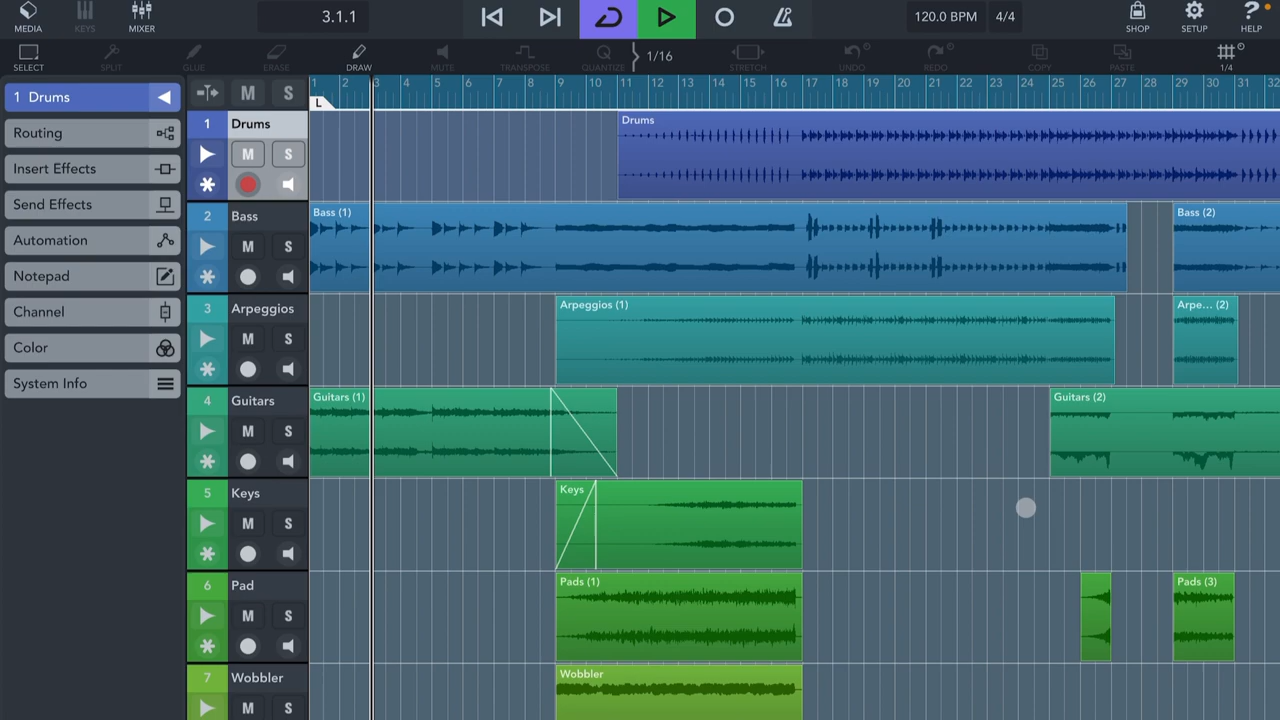 3.1.1
120.0 BPM
4/4
MEDIA
KEYS
MIXER
SHOP
SETUP
HELP
SELECT
SPLIT
GLUE
ERASE
DRAW
MUTE
TRANSPOSE
QUANTIZE
1/16
STRETCH
UNDO
REDO
COPY
PASTE
1/4
1 Drums
M S
1 2 3 4 5 6 7 8 9 10 11 12 13 14 15 16 17 18 19 20 21 22 23 24 25 26 27 28 29 30 31 32
L
Routing
Insert Effects
Send Effects
Automation
Notepad
Channel
Color
System Info
1 Drums
M S
Drums
2 Bass
M S
Bass (1)
Bass (2)
3 Arpeggios
M S
Arpeggios (1)
Arpe... (2)
4 Guitars
M S
Guitars (1)
Guitars (2)
5 Keys
M S
Keys
6 Pad
M S
Pads (1)
Pads (3)
7 Wobbler
M S
Wobbler